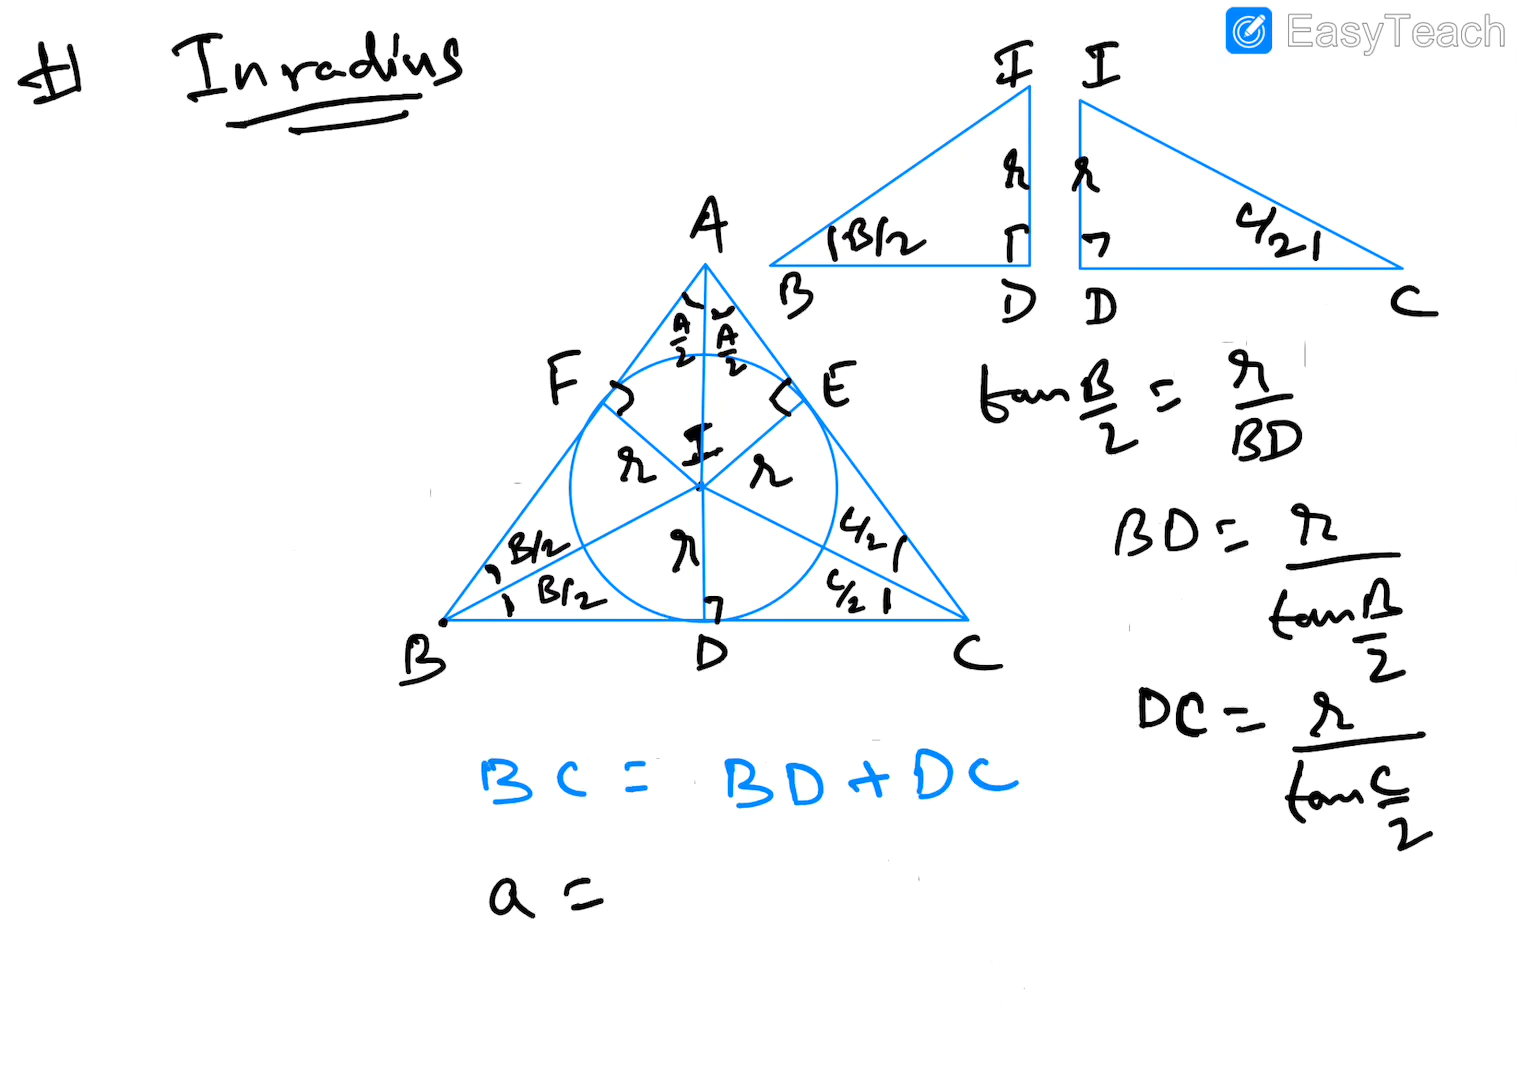 1) Inradius
EasyTeach
I I
r r
B/2 C/2
B D D C
A
A/2 A/2
F E
I
r r
r
B/2 C/2
B/2 C/2
B D C
tan B/2 = r/BD
BD = r/tan B/2
DC = r/tan C/2
BC = BD + DC
a =